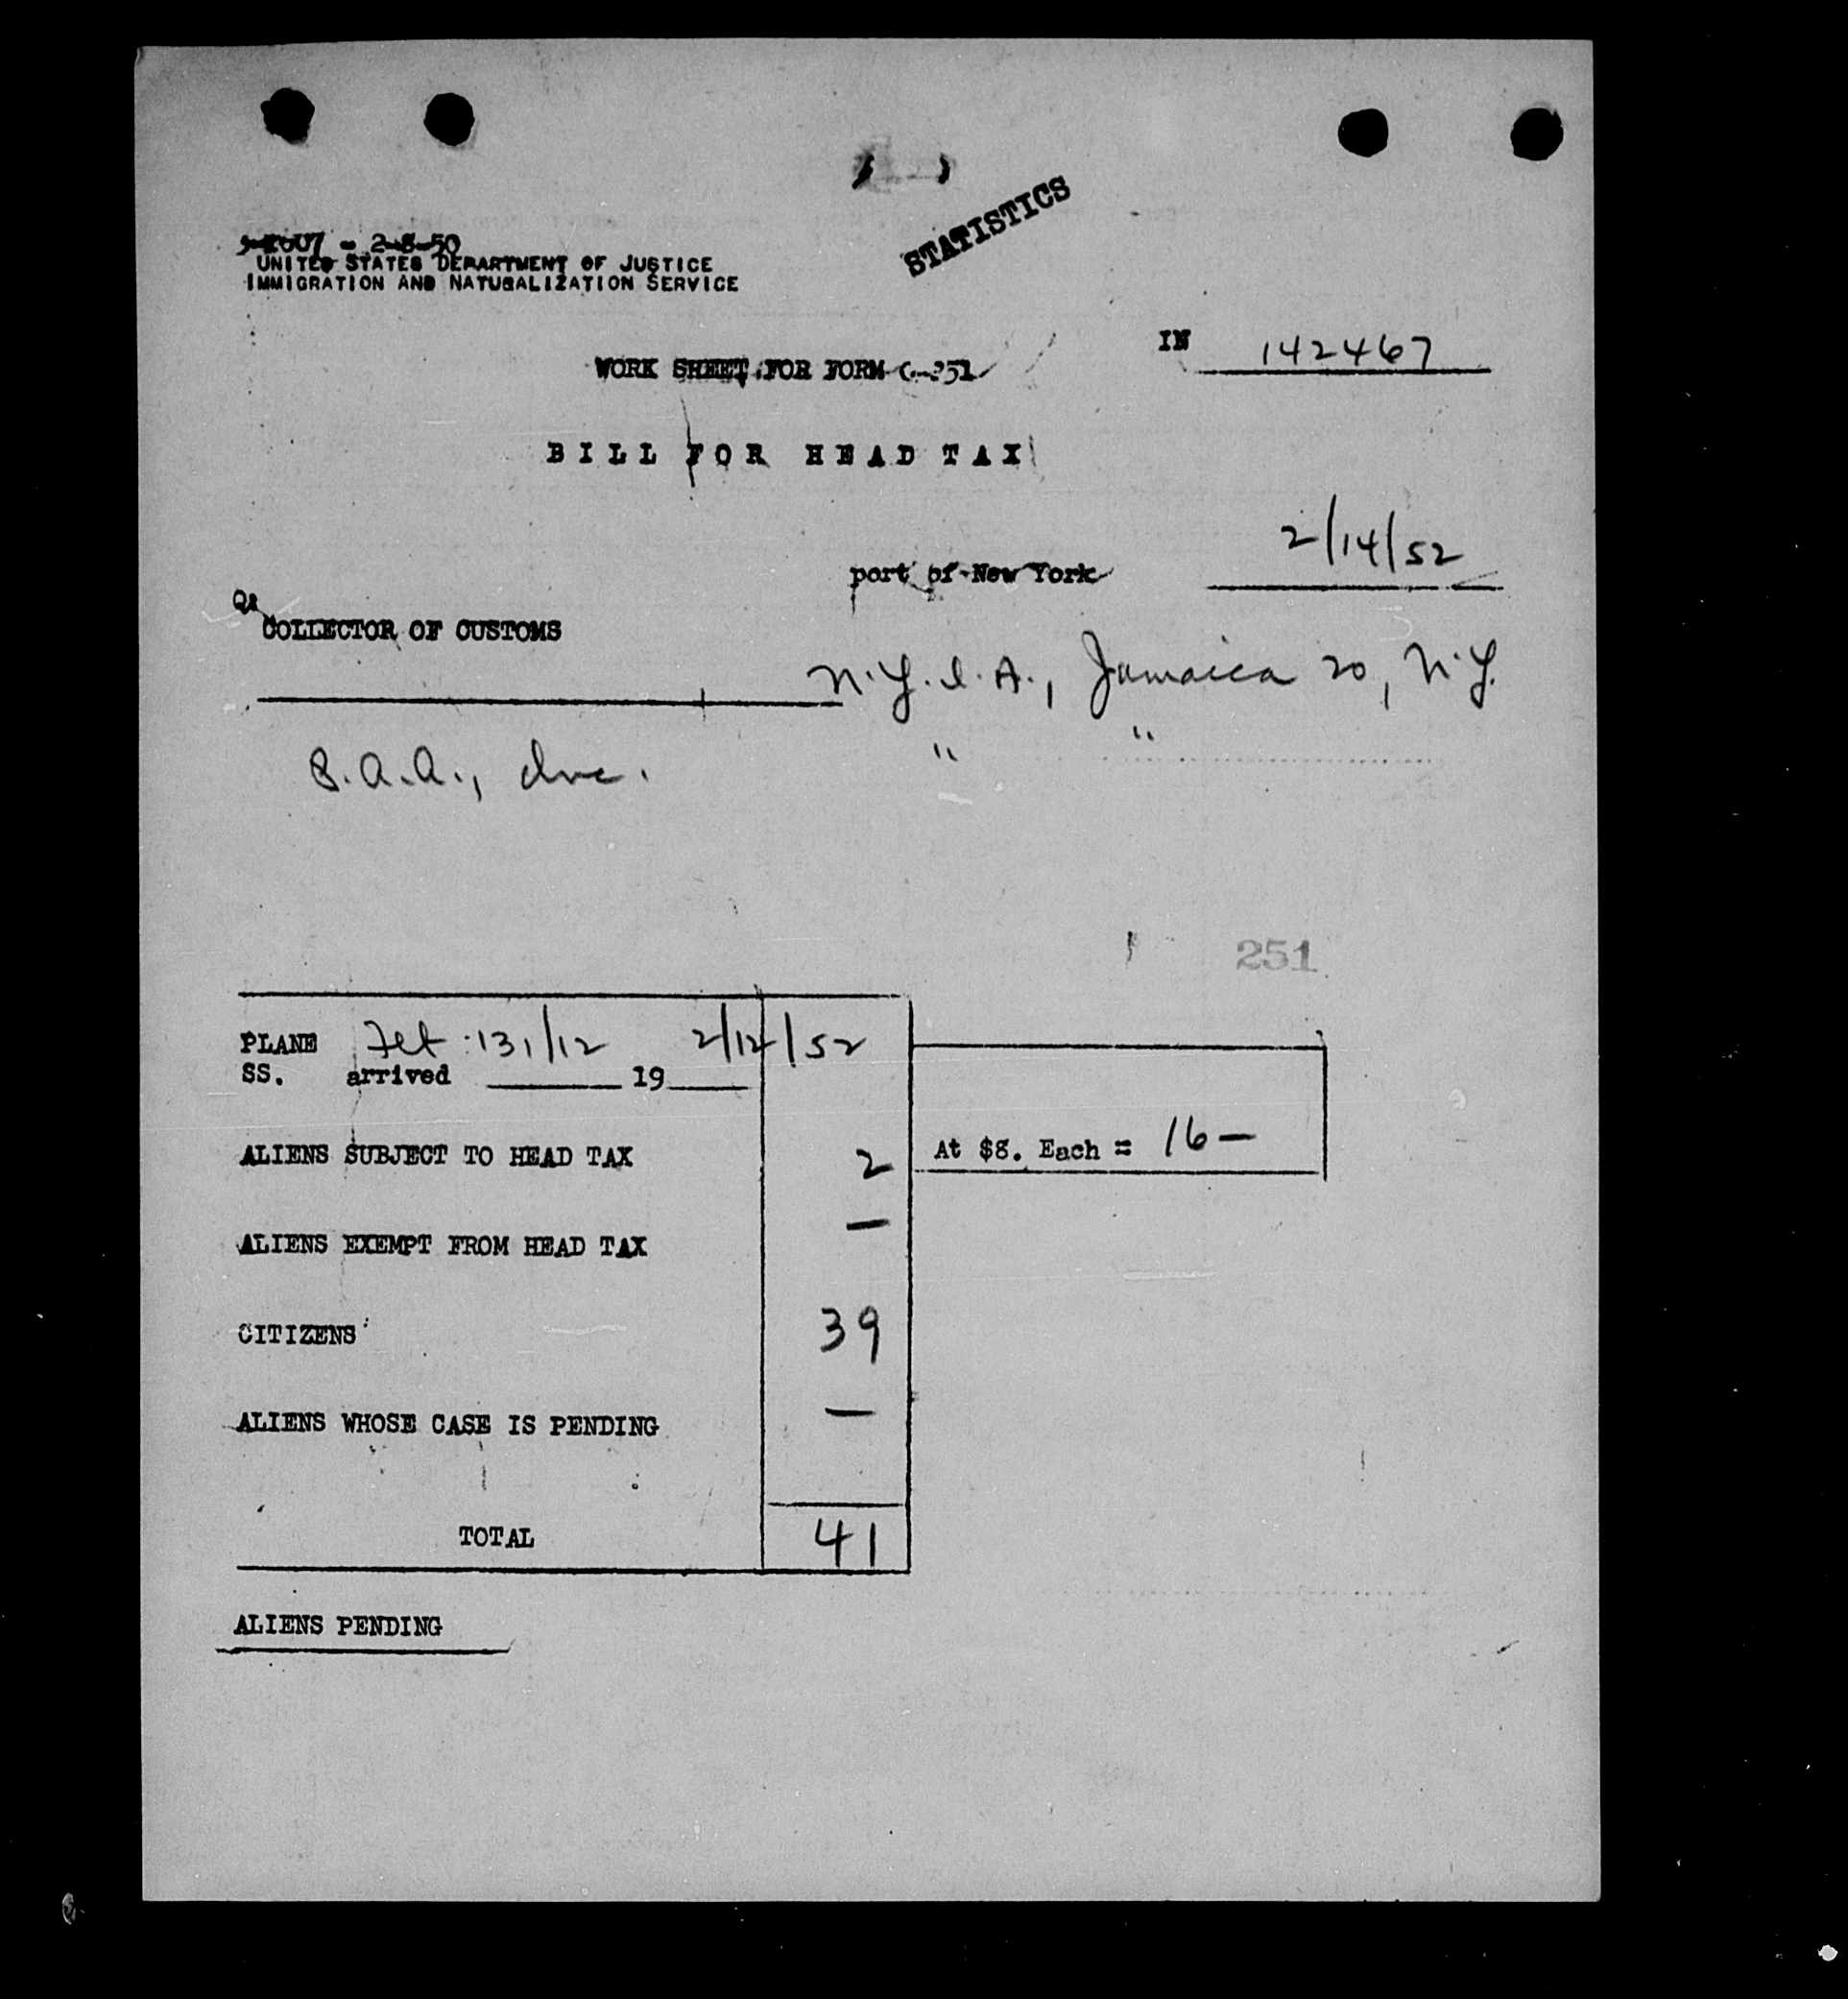 STATISTICS
2-8-50
UNITED STATES DEPARTMENT OF JUSTICE
IMMIGRATION AND NATURALIZATION SERVICE
IN 142467
WORK SHEET FOR FORM -251
BILL FOR HEAD TAX
2/14/52
port of New York
COLLECTOR OF CUSTOMS
N.Y.I.A., Jamaica 20, N.Y.
S.A.A., Inc. " "
251
PLANE 131/12 2/12/52
SS. arrived 19
ALIENS SUBJECT TO HEAD TAX 2 At $8. Each = 16 —
ALIENS EXEMPT FROM HEAD TAX —
CITIZENS 39
ALIENS WHOSE CASE IS PENDING —
TOTAL 41
ALIENS PENDING